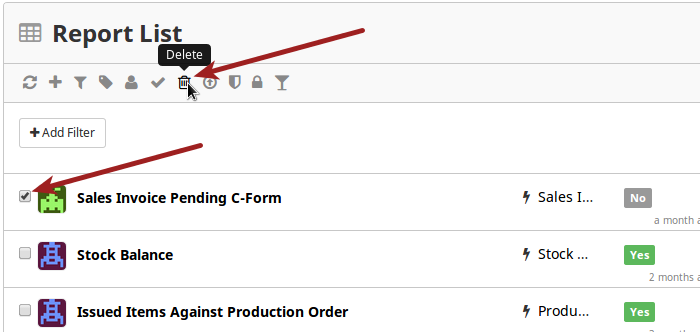 Report List
Delete
Add Filter
Sales Invoice Pending C-Form Sales I... No
a month
Stock Balance Stock ... Yes
2 months
Issued Items Against Production Order Produ... Yes